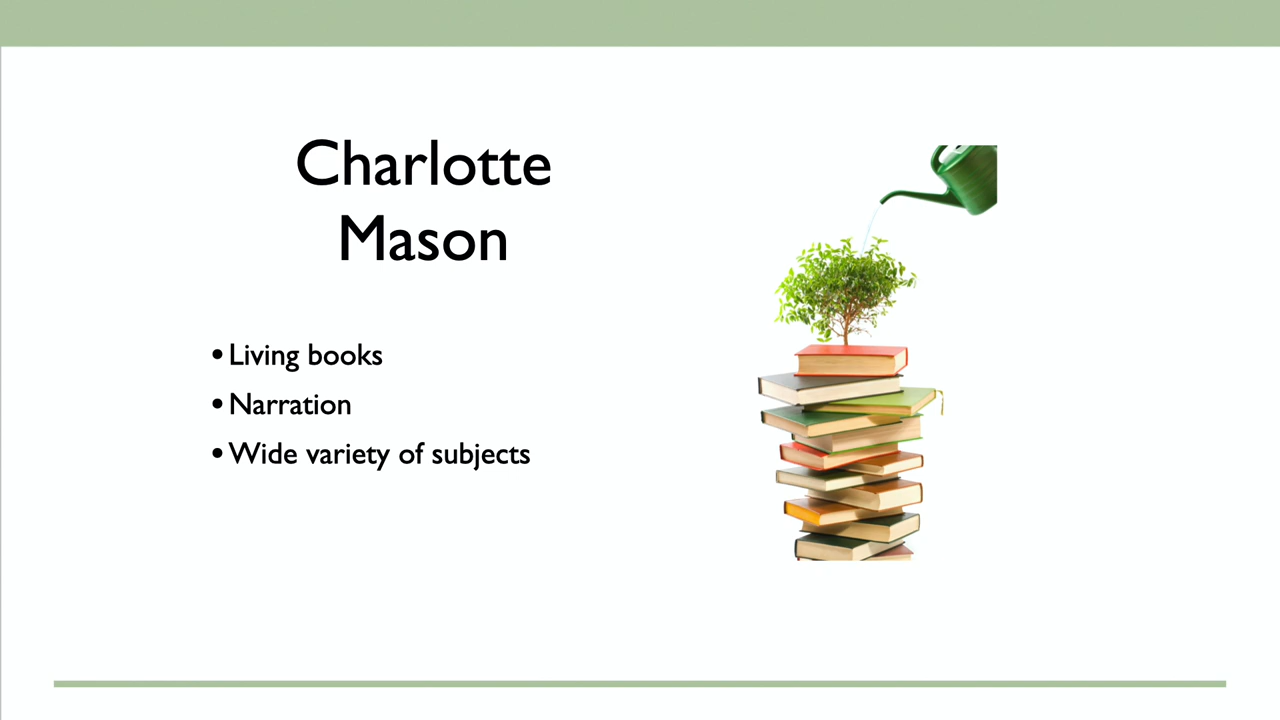 Charlotte
Mason
• Living books
• Narration
• Wide variety of subjects